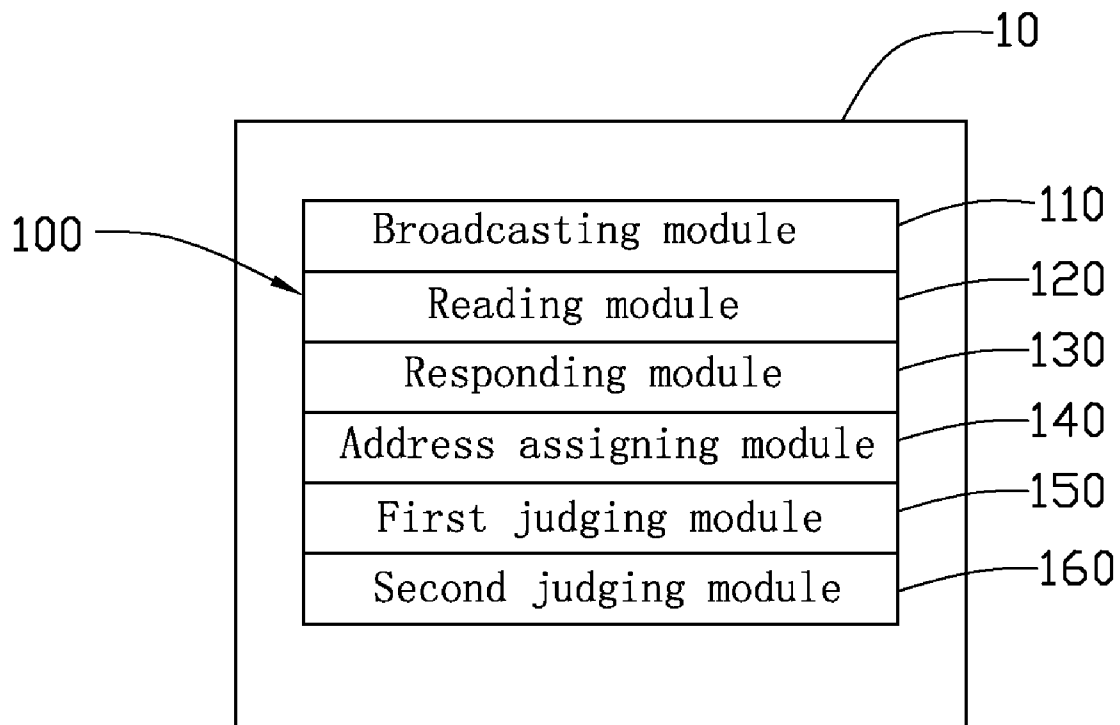 10
100
Broadcasting module 110
Reading module 120
Responding module 130
Address assigning module 140
First judging module 150
Second judging module 160